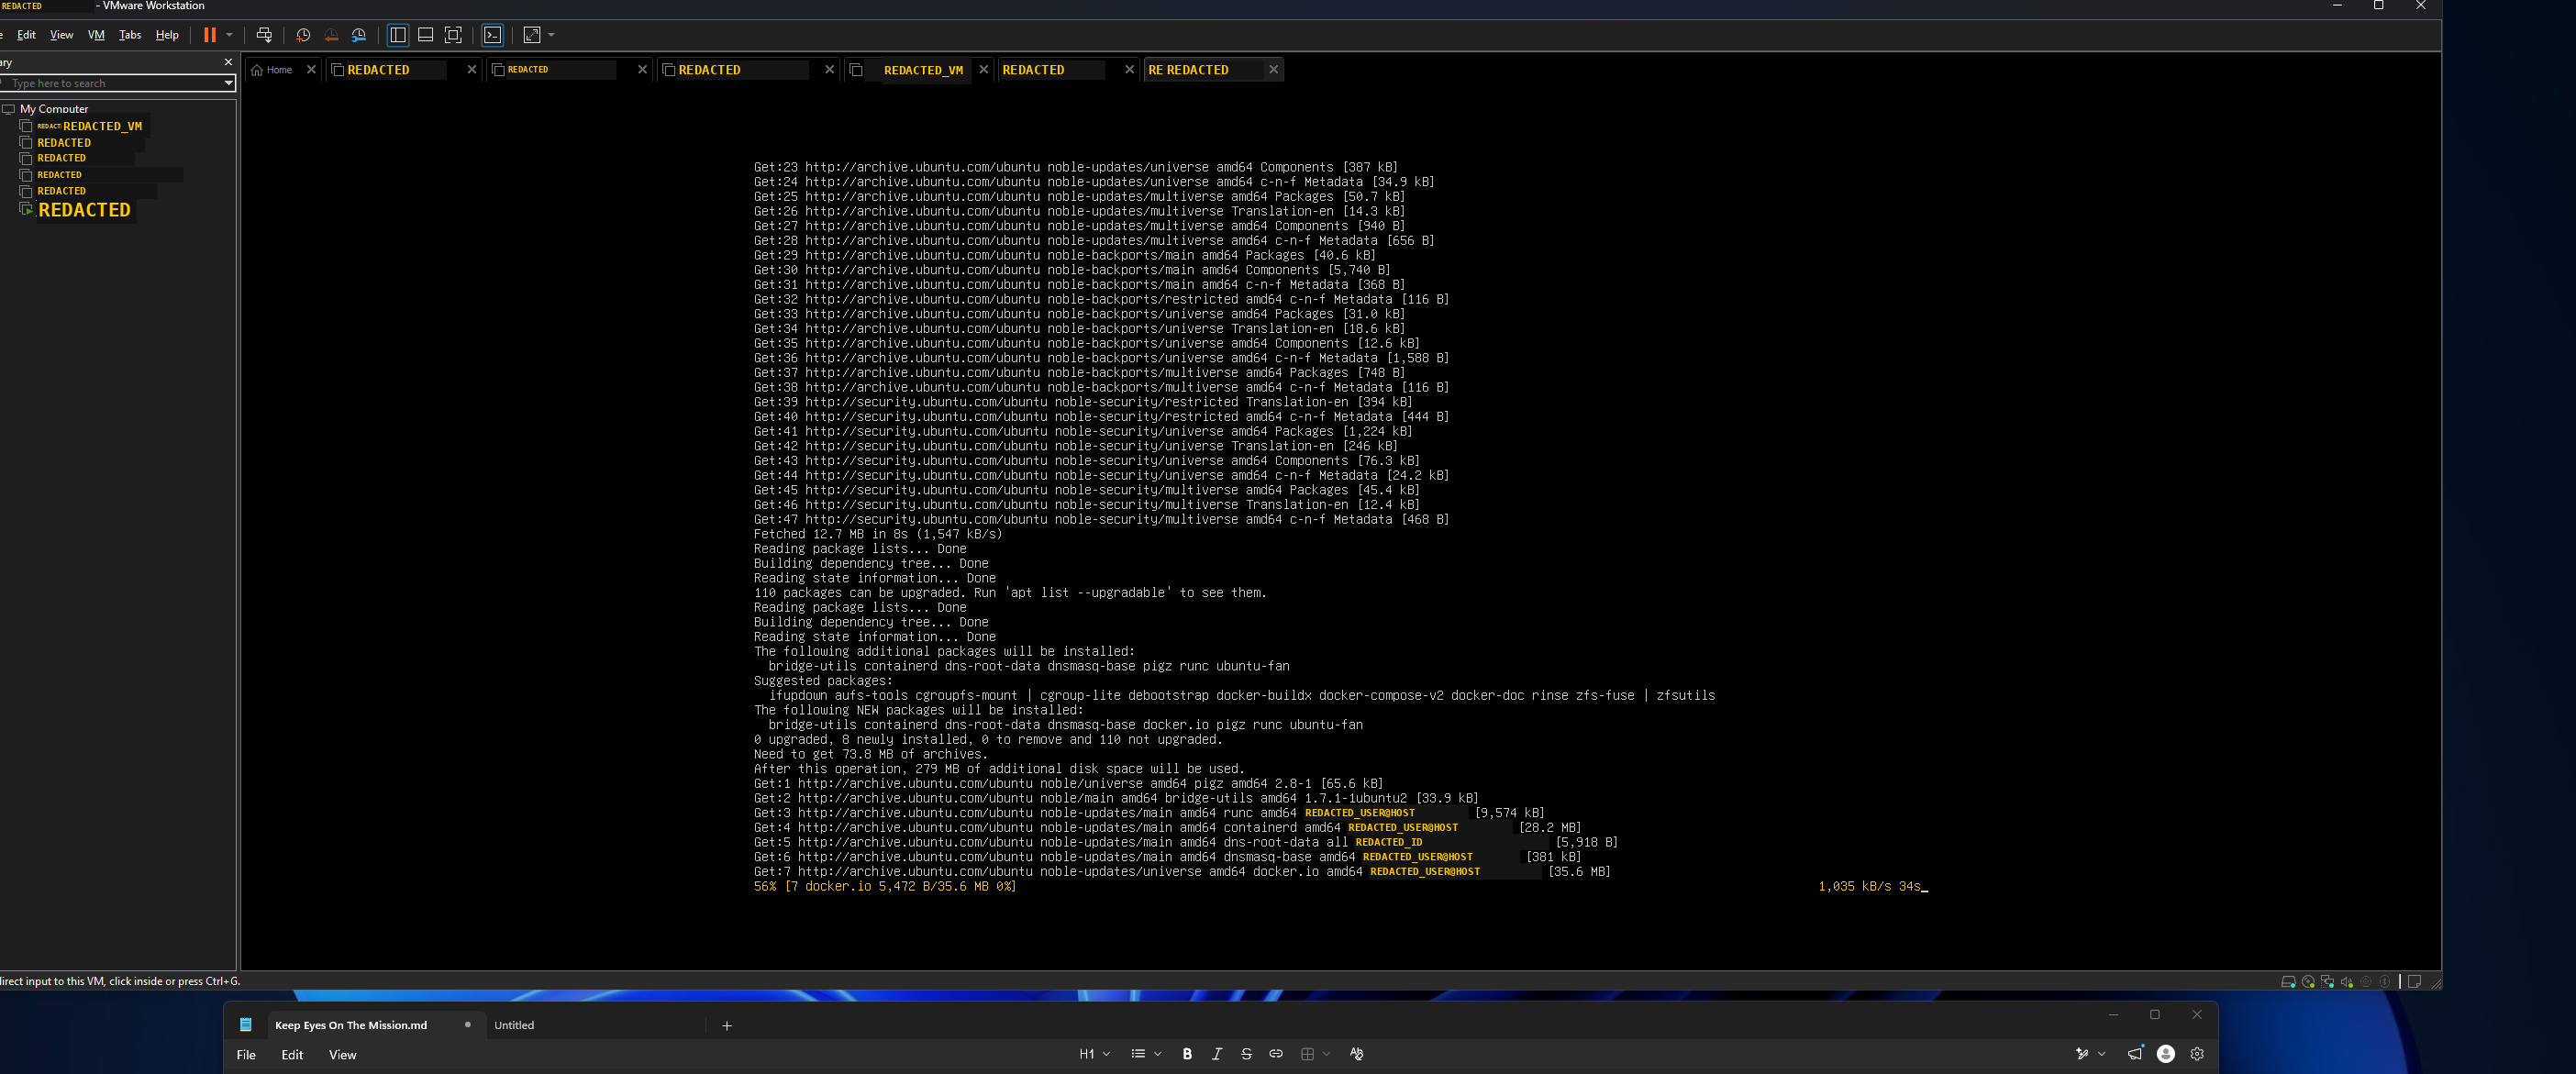 REDACTED - VMware Workstation
Edit View VM Tabs Help
ary
Type here to search
Home REDACTED REDACTED REDACTED REDACTED_VM REDACTED RE REDACTED
My Computer
REDACT REDACTED_VM
REDACTED
REDACTED
REDACTED
REDACTED
REDACTED
Get:23 http://archive.ubuntu.com/ubuntu noble-updates/universe amd64 Components [387 kB]
Get:24 http://archive.ubuntu.com/ubuntu noble-updates/universe amd64 c-n-f Metadata [34.9 kB]
Get:25 http://archive.ubuntu.com/ubuntu noble-updates/multiverse amd64 Packages [50.7 kB]
Get:26 http://archive.ubuntu.com/ubuntu noble-updates/multiverse Translation-en [14.3 kB]
Get:27 http://archive.ubuntu.com/ubuntu noble-updates/multiverse amd64 Components [940 B]
Get:28 http://archive.ubuntu.com/ubuntu noble-updates/multiverse amd64 c-n-f Metadata [656 B]
Get:29 http://archive.ubuntu.com/ubuntu noble-backports/main amd64 Packages [40.6 kB]
Get:30 http://archive.ubuntu.com/ubuntu noble-backports/main amd64 Components [5,740 B]
Get:31 http://archive.ubuntu.com/ubuntu noble-backports/main amd64 c-n-f Metadata [368 B]
Get:32 http://archive.ubuntu.com/ubuntu noble-backports/restricted amd64 c-n-f Metadata [116 B]
Get:33 http://archive.ubuntu.com/ubuntu noble-backports/universe amd64 Packages [31.0 kB]
Get:34 http://archive.ubuntu.com/ubuntu noble-backports/universe Translation-en [18.6 kB]
Get:35 http://archive.ubuntu.com/ubuntu noble-backports/universe amd64 Components [12.6 kB]
Get:36 http://archive.ubuntu.com/ubuntu noble-backports/universe amd64 c-n-f Metadata [1,588 B]
Get:37 http://archive.ubuntu.com/ubuntu noble-backports/multiverse amd64 Packages [748 B]
Get:38 http://archive.ubuntu.com/ubuntu noble-backports/multiverse amd64 c-n-f Metadata [116 B]
Get:39 http://security.ubuntu.com/ubuntu noble-security/restricted Translation-en [394 kB]
Get:40 http://security.ubuntu.com/ubuntu noble-security/restricted amd64 c-n-f Metadata [444 B]
Get:41 http://security.ubuntu.com/ubuntu noble-security/universe amd64 Packages [1,224 kB]
Get:42 http://security.ubuntu.com/ubuntu noble-security/universe Translation-en [246 kB]
Get:43 http://security.ubuntu.com/ubuntu noble-security/universe amd64 Components [76.3 kB]
Get:44 http://security.ubuntu.com/ubuntu noble-security/universe amd64 c-n-f Metadata [24.2 kB]
Get:45 http://security.ubuntu.com/ubuntu noble-security/multiverse amd64 Packages [45.4 kB]
Get:46 http://security.ubuntu.com/ubuntu noble-security/multiverse Translation-en [12.4 kB]
Get:47 http://security.ubuntu.com/ubuntu noble-security/multiverse amd64 c-n-f Metadata [468 B]
Fetched 12.7 MB in 8s (1,547 kB/s)
Reading package lists... Done
Building dependency tree... Done
Reading state information... Done
110 packages can be upgraded. Run 'apt list --upgradable' to see them.
Reading package lists... Done
Building dependency tree... Done
Reading state information... Done
The following additional packages will be installed:
bridge-utils containerd dns-root-data dnsmasq-base pigz runc ubuntu-fan
Suggested packages:
ifupdown aufs-tools cgroupfs-mount | cgroup-lite debootstrap docker-buildx docker-compose-v2 docker-doc rinse zfs-fuse | zfsutils
The following NEW packages will be installed:
bridge-utils containerd dns-root-data dnsmasq-base docker.io pigz runc ubuntu-fan
0 upgraded, 8 newly installed, 0 to remove and 110 not upgraded.
Need to get 73.8 MB of archives.
After this operation, 279 MB of additional disk space will be used.
Get:1 http://archive.ubuntu.com/ubuntu noble/universe amd64 pigz amd64 2.8-1 [65.6 kB]
Get:2 http://archive.ubuntu.com/ubuntu noble/main amd64 bridge-utils amd64 1.7.1-1ubuntu2 [33.9 kB]
Get:3 http://archive.ubuntu.com/ubuntu noble-updates/main amd64 runc amd64 REDACTED_USER@HOST [9,574 kB]
Get:4 http://archive.ubuntu.com/ubuntu noble-updates/main amd64 containerd amd64 REDACTED_USER@HOST [28.2 MB]
Get:5 http://archive.ubuntu.com/ubuntu noble-updates/main amd64 dns-root-data all REDACTED_ID [5,918 B]
Get:6 http://archive.ubuntu.com/ubuntu noble-updates/main amd64 dnsmasq-base amd64 REDACTED_USER@HOST [381 kB]
Get:7 http://archive.ubuntu.com/ubuntu noble-updates/universe amd64 docker.io amd64 REDACTED_USER@HOST [35.6 MB]
56% [7 docker.io 5,472 B/35.6 MB 0%] 1,035 kB/s 34s
direct input to this VM, click inside or press Ctrl+G.
Keep Eyes On The Mission.md Untitled
File Edit View H1 B I S